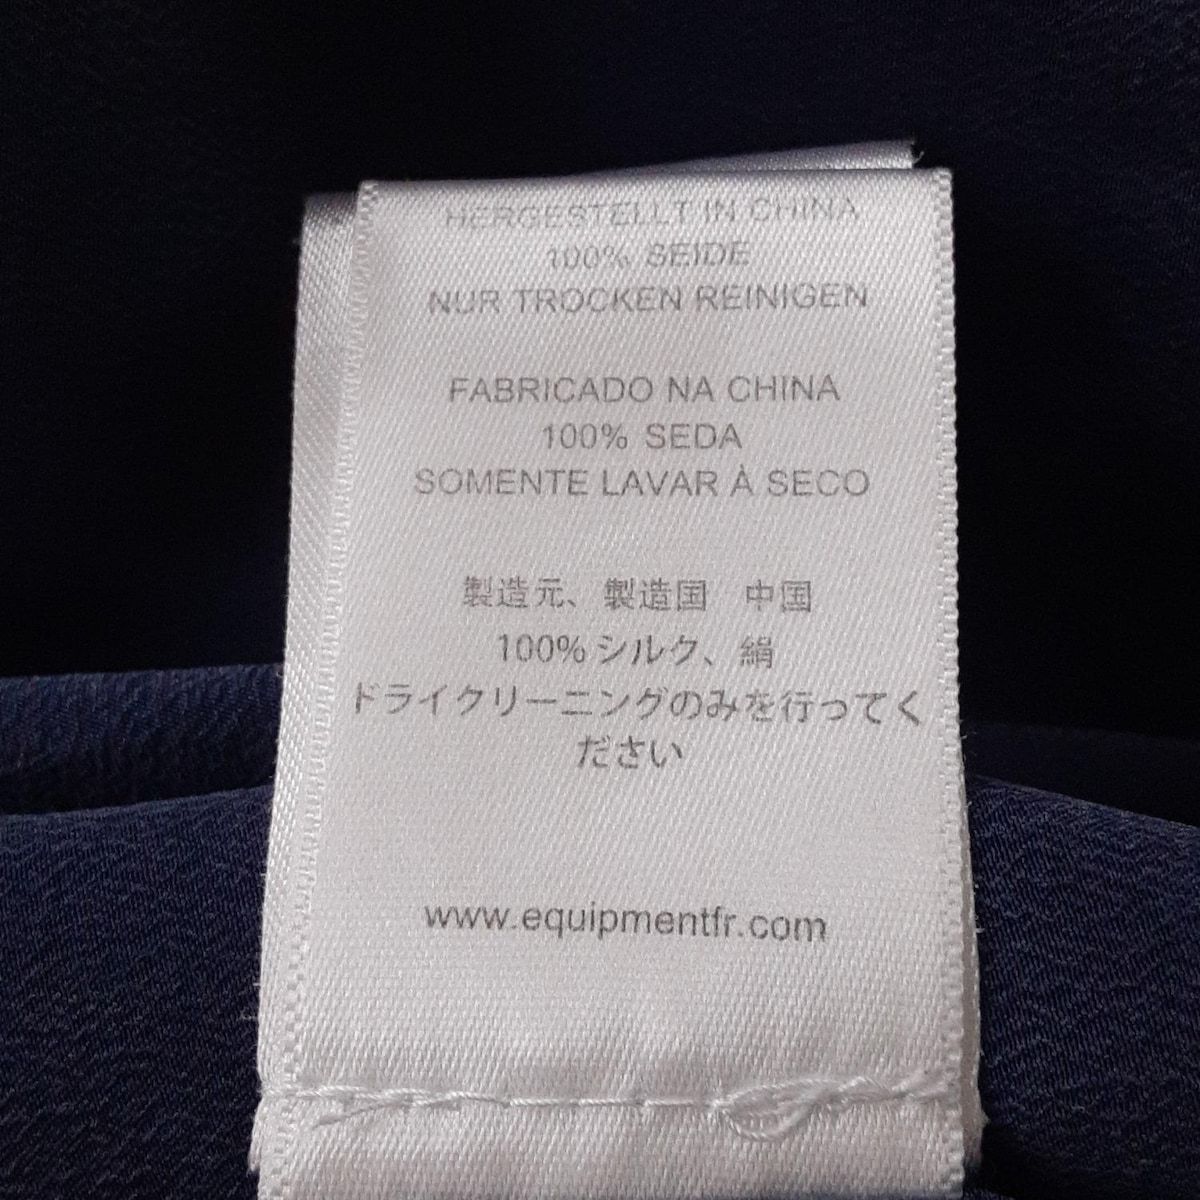 HERGESTELLT IN CHINA
100% SEIDE
NUR TROCKEN REINIGEN
FABRICADO NA CHINA
100% SEDA
SOMENTE LAVAR À SECO
製造元、製造国　中国
100% シルク、絹
ドライクリーニングのみを行ってく
ださい
www.equipmentfr.com